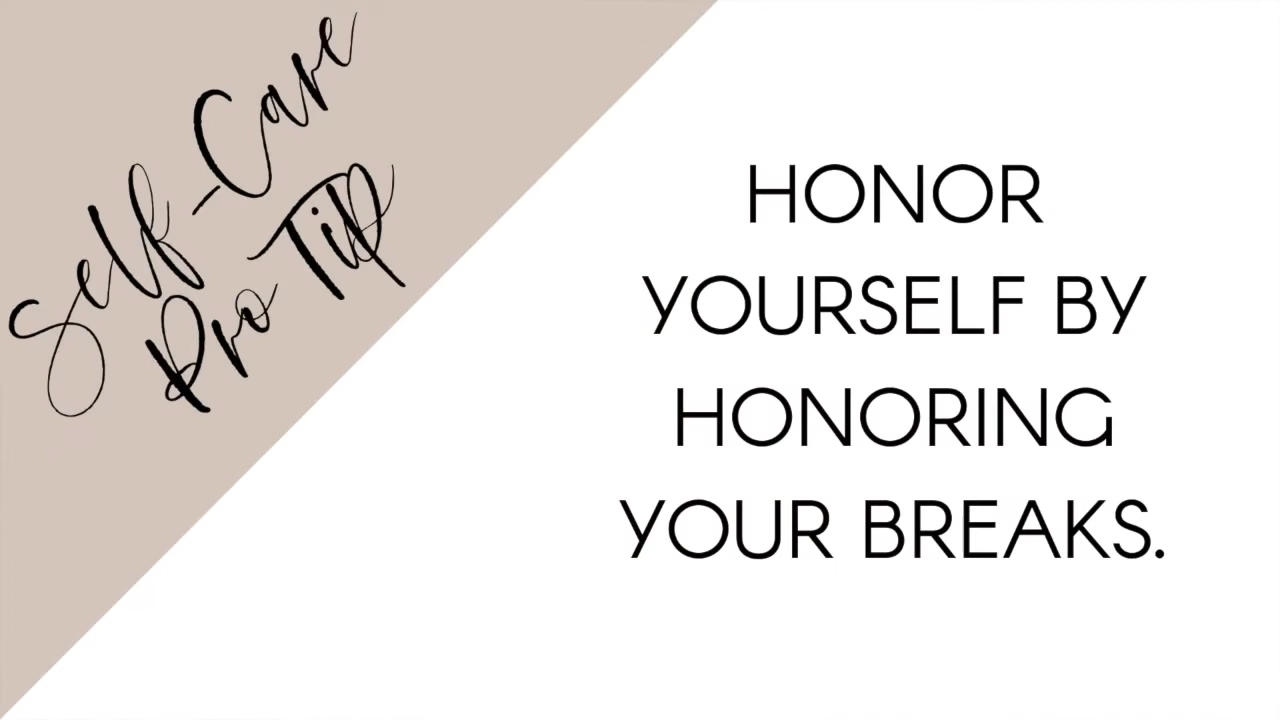 Self-Care
Pro Tip
HONOR
YOURSELF BY
HONORING
YOUR BREAKS.